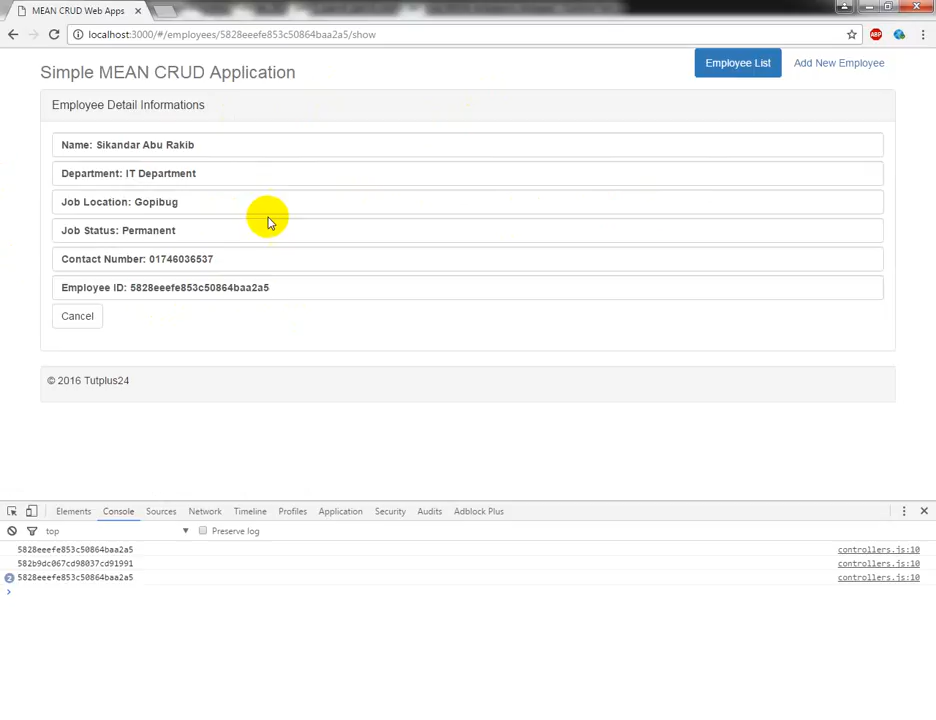 MEAN CRUD Web Apps
localhost:3000/#/employees/5828eeefe853c50864baa2a5/show
ABP
Simple MEAN CRUD Application
Employee List
Add New Employee
Employee Detail Informations
Name: Sikandar Abu Rakib
Department: IT Department
Job Location: Gopibug
Job Status: Permanent
Contact Number: 01746036537
Employee ID: 5828eeefe853c50864baa2a5
Cancel
© 2016 Tutplus24
Elements Console Sources Network Timeline Profiles Application Security Audits Adblock Plus
top Preserve log
5828eeefe853c50864baa2a5 controllers.js:10
582b9dc067cd98037cd91991 controllers.js:10
2 5828eeefe853c50864baa2a5 controllers.js:10